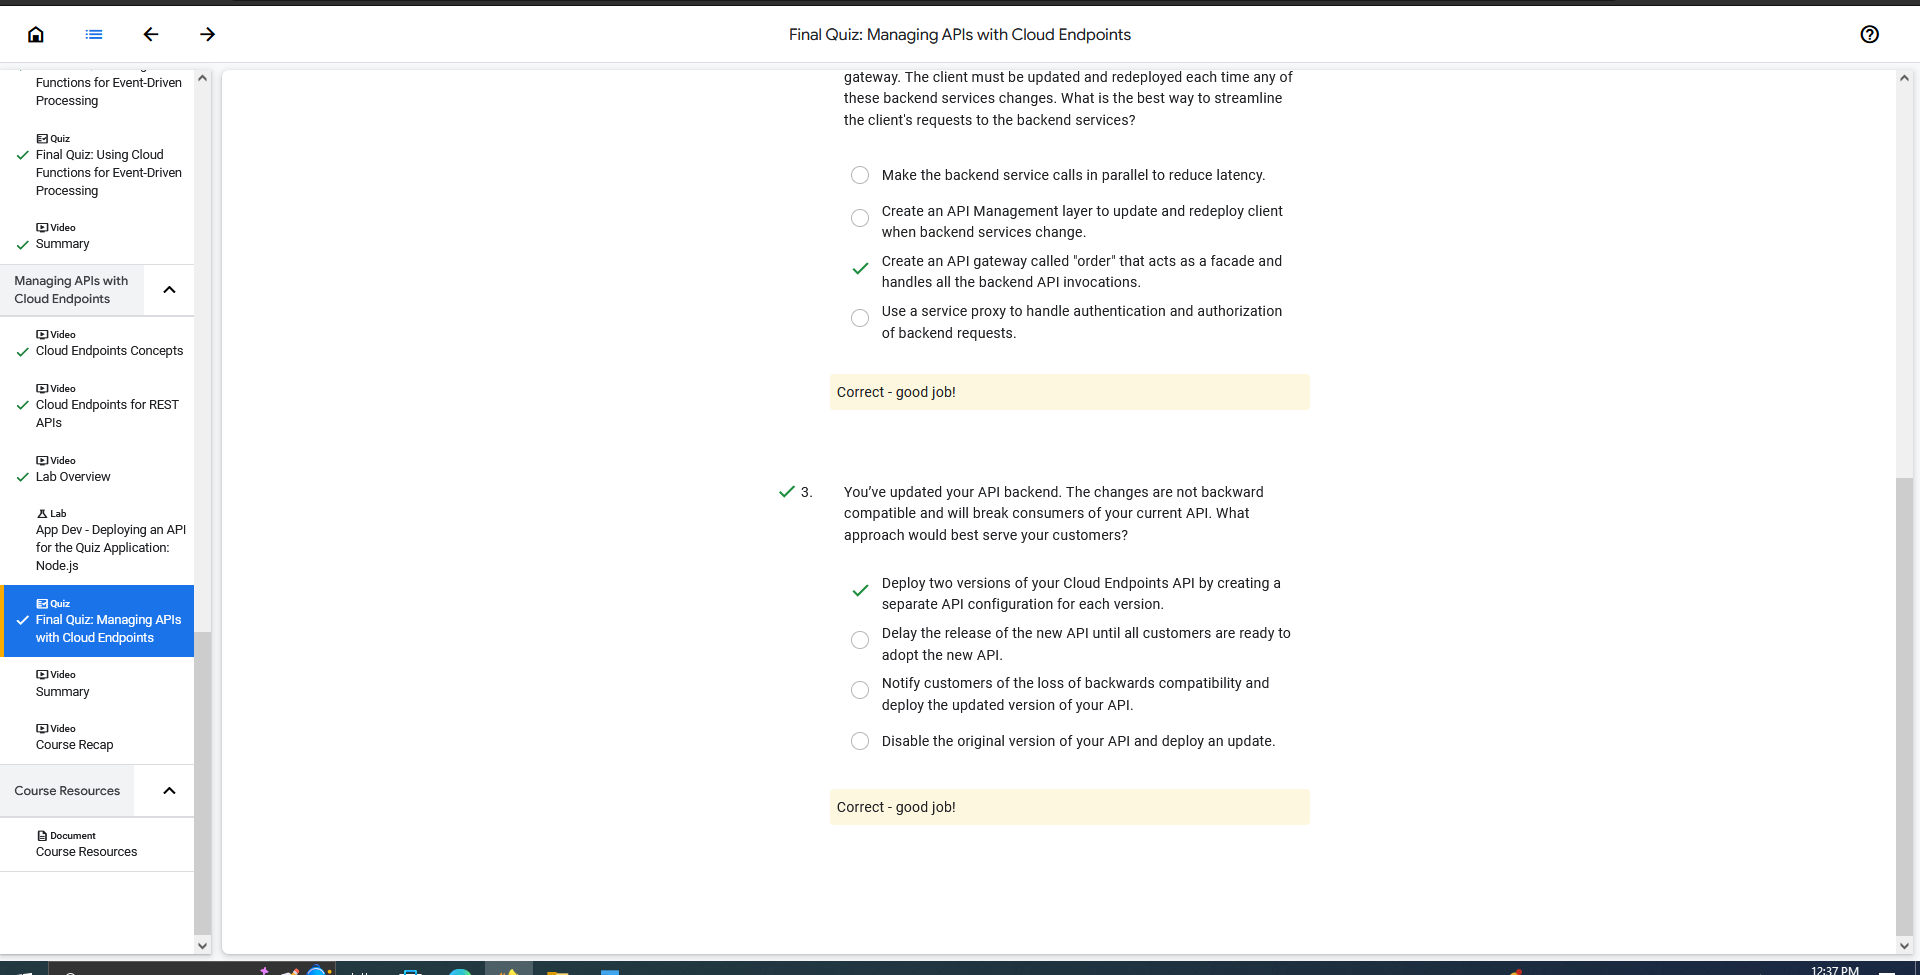 Final Quiz: Managing APIs with Cloud Endpoints
Functions for Event-Driven
Processing
Quiz
Final Quiz: Using Cloud
Functions for Event-Driven
Processing
Video
Summary
Managing APIs with
Cloud Endpoints
Video
Cloud Endpoints Concepts
Video
Cloud Endpoints for REST
APIs
Video
Lab Overview
Lab
App Dev - Deploying an API
for the Quiz Application:
Node.js
Quiz
Final Quiz: Managing APIs
with Cloud Endpoints
Video
Summary
Video
Course Recap
Course Resources
Document
Course Resources
gateway. The client must be updated and redeployed each time any of
these backend services changes. What is the best way to streamline
the client's requests to the backend services?
Make the backend service calls in parallel to reduce latency.
Create an API Management layer to update and redeploy client
when backend services change.
Create an API gateway called "order" that acts as a facade and
handles all the backend API invocations.
Use a service proxy to handle authentication and authorization
of backend requests.
Correct - good job!
3. You’ve updated your API backend. The changes are not backward
compatible and will break consumers of your current API. What
approach would best serve your customers?
Deploy two versions of your Cloud Endpoints API by creating a
separate API configuration for each version.
Delay the release of the new API until all customers are ready to
adopt the new API.
Notify customers of the loss of backwards compatibility and
deploy the updated version of your API.
Disable the original version of your API and deploy an update.
Correct - good job!
12:37 PM